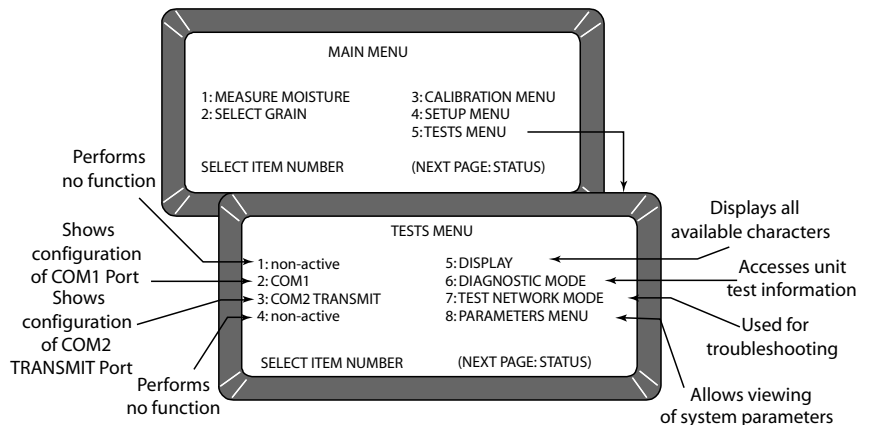 MAIN MENU
1: MEASURE MOISTURE
2: SELECT GRAIN
3: CALIBRATION MENU
4: SETUP MENU
5: TESTS MENU
SELECT ITEM NUMBER
(NEXT PAGE: STATUS)
TESTS MENU
1: non-active
2: COM1
3: COM2 TRANSMIT
4: non-active
5: DISPLAY
6: DIAGNOSTIC MODE
7: TEST NETWORK MODE
8: PARAMETERS MENU
SELECT ITEM NUMBER
(NEXT PAGE: STATUS)
Performs
no function
Shows
configuration
of COM1 Port
Shows
configuration
of COM2
TRANSMIT Port
Performs
no function
Displays all
available characters
Accesses unit
test information
Used for
troubleshooting
Allows viewing
of system parameters